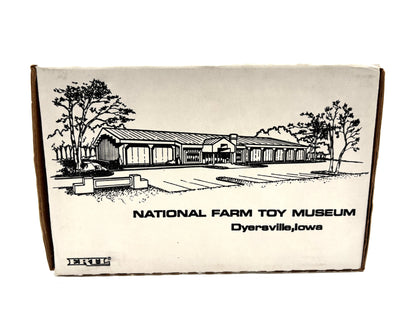 NATIONAL FARM TOY MUSEUM
Dyersville,Iowa
ERTL